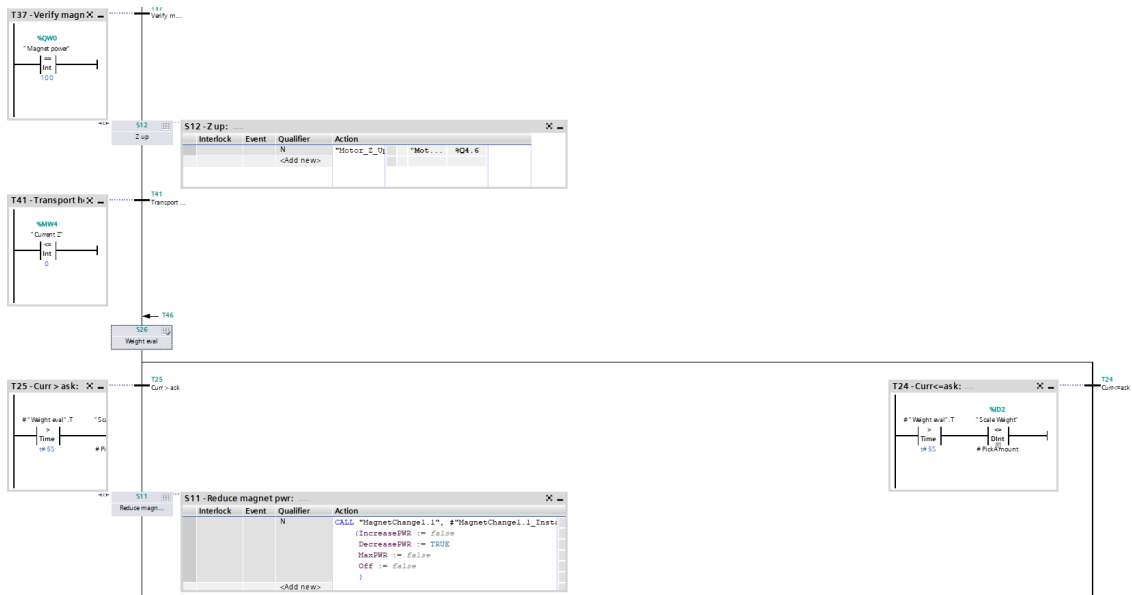 T37 - Verify magn
T37
Verify m...
%QW0
"Magnet power"
==
Int
100
S12
Z up
S12 - Z up: ....
Interlock Event Qualifier Action
N "Motor_Z_Up "Mot... %Q4.6
<Add new>
T41 - Transport h
T41
Transport ...
%MW4
"Current Z"
<=
Int
0
T46
S26
Weight eval
T25 - Curr > ask:
T25
Curr > ask
#"Weight eval".T "Sca
>
Time
t# 5S # Pi
T24 - Curr<=ask: ....
T24
Curr<=ask
%ID2
#"Weight eval".T "Scale Weight"
> <=
Time DInt
t# 5S # PickAmount
S11
Reduce magn...
S11 - Reduce magnet pwr: ....
Interlock Event Qualifier Action
N CALL "MagnetChange1.1", #"MagnetChange1.1_Insta
(IncreasePWR := false
DecreasePWR := TRUE
MaxPWR := false
Off := false
)
<Add new>